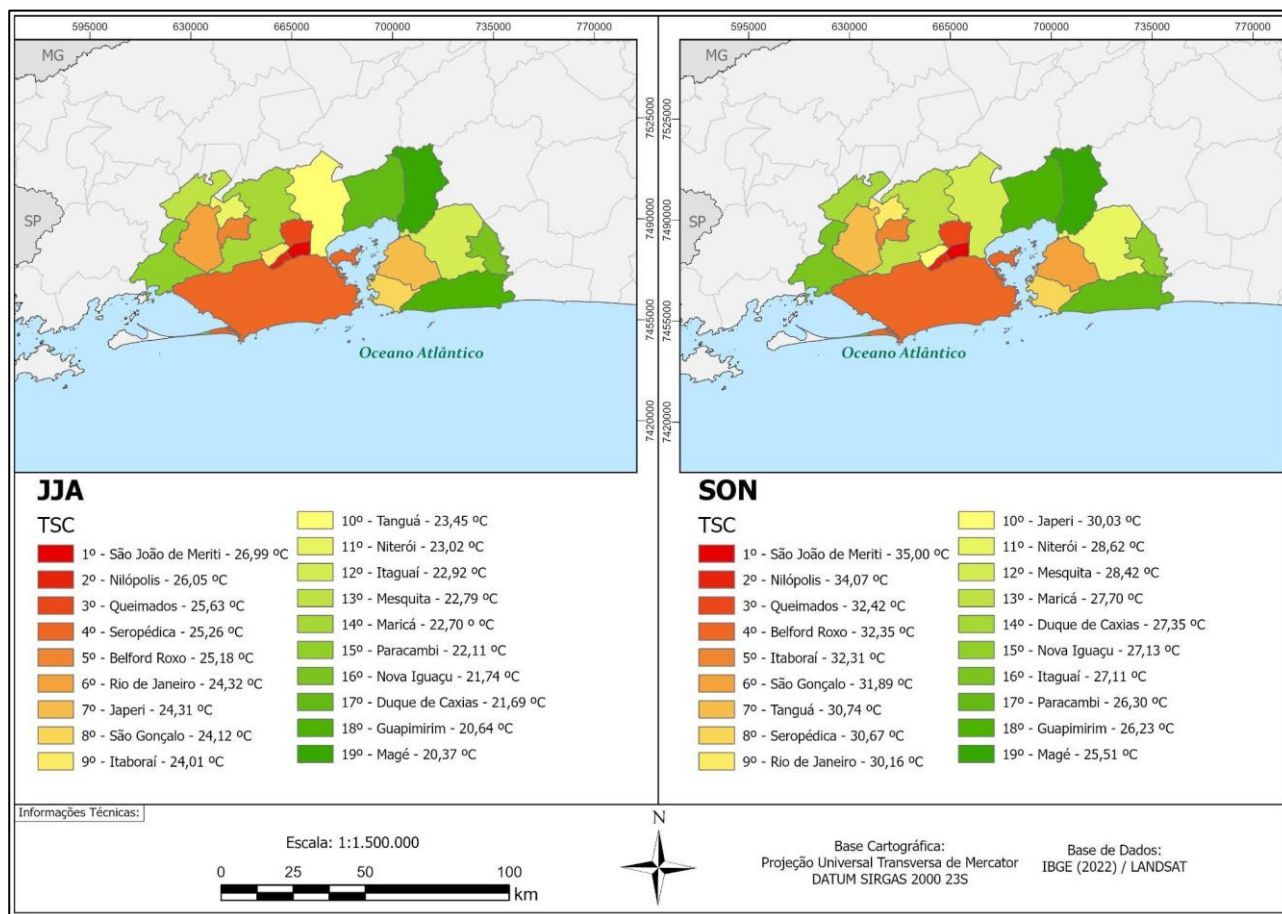 595000 630000 665000 700000 735000 770000
595000 630000 665000 700000 735000 770000
MG
SP
Oceano Atlântico
7525000
7490000
7455000
7420000
MG
SP
Oceano Atlântico
7525000
7490000
7455000
7420000
JJA
TSC
1º - São João de Meriti - 26,99 ºC
2º - Nilópolis - 26,05 ºC
3º - Queimados - 25,63 ºC
4º - Seropédica - 25,26 ºC
5º - Belford Roxo - 25,18 ºC
6º - Rio de Janeiro - 24,32 ºC
7º - Japeri - 24,31 ºC
8º - São Gonçalo - 24,12 ºC
9º - Itaboraí - 24,01 ºC
10º - Tanguá - 23,45 ºC
11º - Niterói - 23,02 ºC
12º - Itaguaí - 22,92 ºC
13º - Mesquita - 22,79 ºC
14º - Maricá - 22,70 º ºC
15º - Paracambi - 22,11 ºC
16º - Nova Iguaçu - 21,74 ºC
17º - Duque de Caxias - 21,69 ºC
18º - Guapimirim - 20,64 ºC
19º - Magé - 20,37 ºC
SON
TSC
1º - São João de Meriti - 35,00 ºC
2º - Nilópolis - 34,07 ºC
3º - Queimados - 32,42 ºC
4º - Belford Roxo - 32,35 ºC
5º - Itaboraí - 32,31 ºC
6º - São Gonçalo - 31,89 ºC
7º - Tanguá - 30,74 ºC
8º - Seropédica - 30,67 ºC
9º - Rio de Janeiro - 30,16 ºC
10º - Japeri - 30,03 ºC
11º - Niterói - 28,62 ºC
12º - Mesquita - 28,42 ºC
13º - Maricá - 27,70 ºC
14º - Duque de Caxias - 27,35 ºC
15º - Nova Iguaçu - 27,13 ºC
16º - Itaguaí - 27,11 ºC
17º - Paracambi - 26,30 ºC
18º - Guapimirim - 26,23 ºC
19º - Magé - 25,51 ºC
Informações Técnicas:
Escala: 1:1.500.000
0 25 50 100
km
N
Base Cartográfica:
Projeção Universal Transversa de Mercator
DATUM SIRGAS 2000 23S
Base de Dados:
IBGE (2022) / LANDSAT